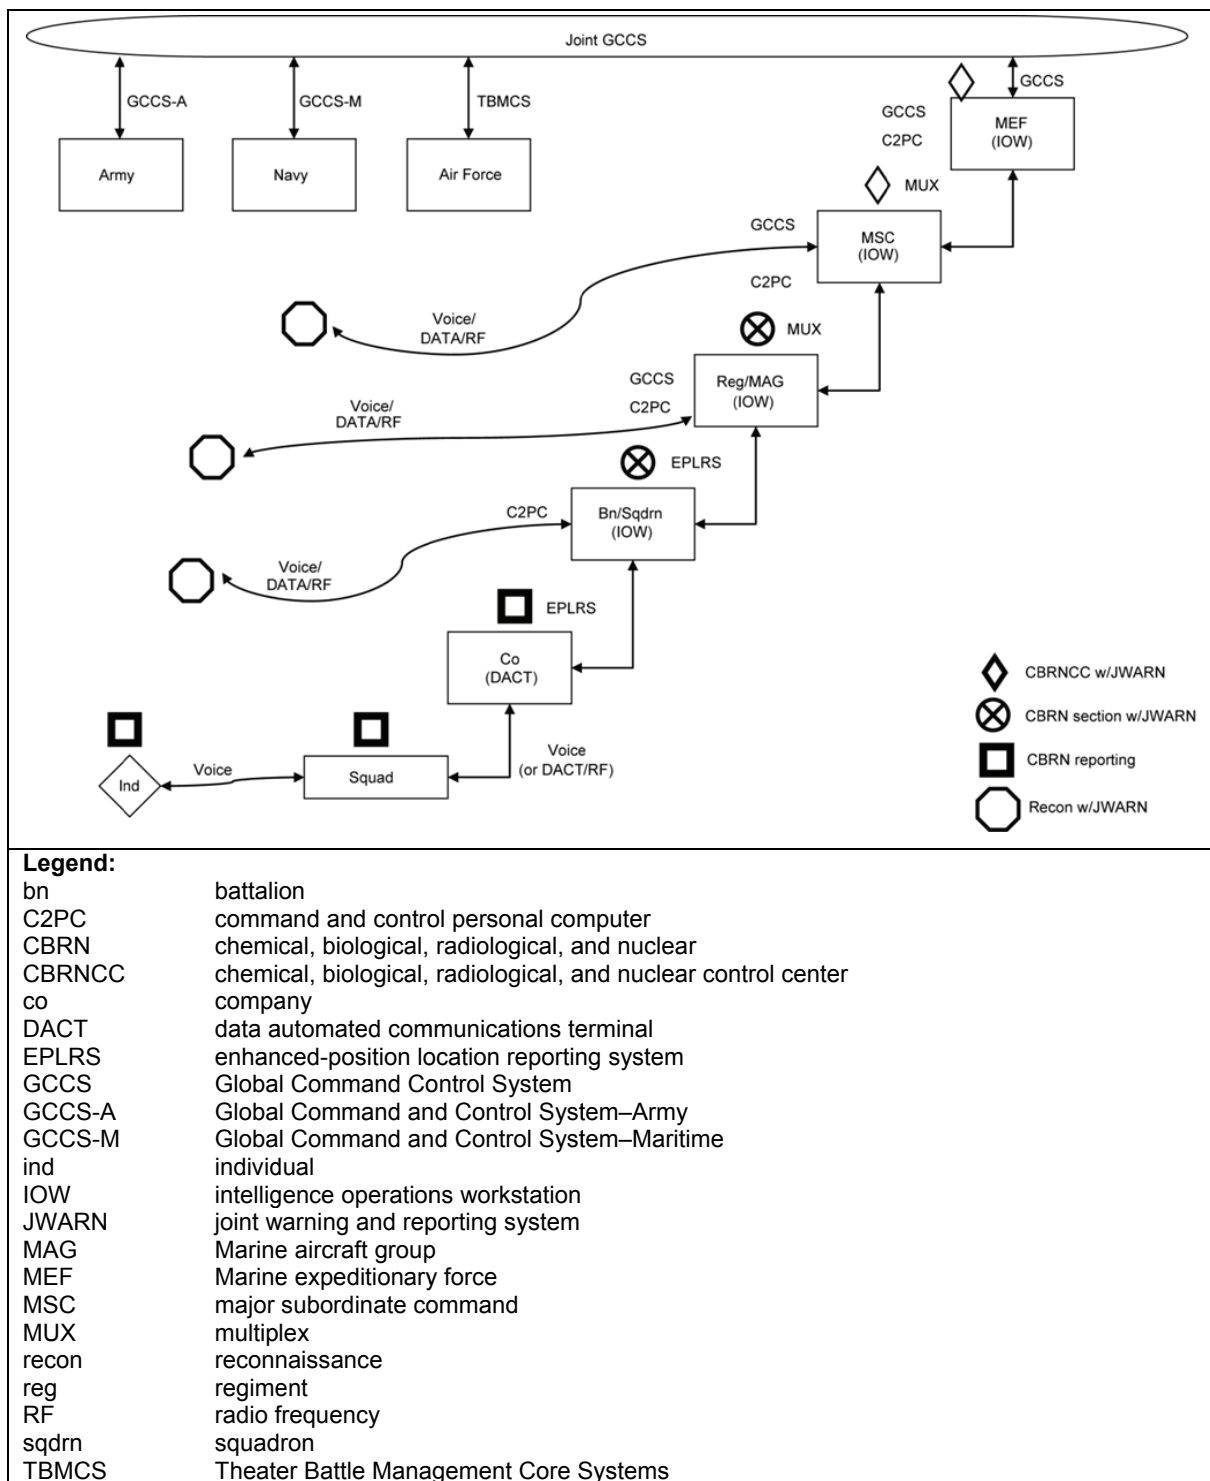 Joint GCCS
GCCS-A
GCCS-M
TBMCS
GCCS
Army
Navy
Air Force
GCCS
C2PC
MEF
(IOW)
MUX
GCCS
C2PC
MSC
(IOW)
Voice/
DATA/RF
MUX
GCCS
C2PC
Reg/MAG
(IOW)
Voice/
DATA/RF
EPLRS
C2PC
Bn/Sqdrn
(IOW)
Voice/
DATA/RF
EPLRS
Co
(DACT)
Voice
(or DACT/RF)
Ind
Voice
Squad
CBRNCC w/JWARN
CBRN section w/JWARN
CBRN reporting
Recon w/JWARN
Legend:
bn battalion
C2PC command and control personal computer
CBRN chemical, biological, radiological, and nuclear
CBRNCC chemical, biological, radiological, and nuclear control center
co company
DACT data automated communications terminal
EPLRS enhanced-position location reporting system
GCCS Global Command Control System
GCCS-A Global Command and Control System–Army
GCCS-M Global Command and Control System–Maritime
ind individual
IOW intelligence operations workstation
JWARN joint warning and reporting system
MAG Marine aircraft group
MEF Marine expeditionary force
MSC major subordinate command
MUX multiplex
recon reconnaissance
reg regiment
RF radio frequency
sqdrn squadron
TBMCS Theater Battle Management Core Systems